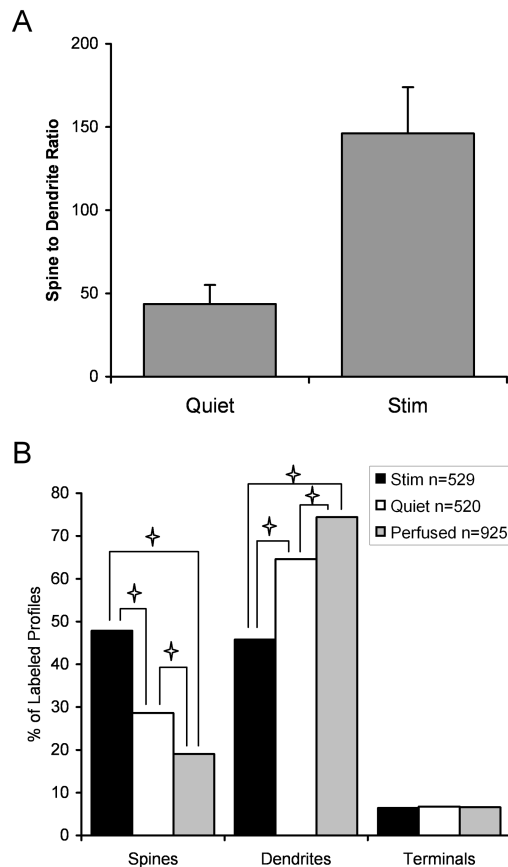 A
Spine to Dendrite Ratio
200
150
100
50
0
Quiet Stim
B
Stim n=529
Quiet n=520
Perfused n=925
% of Labeled Profiles
80
70
60
50
40
30
20
10
0
Spines Dendrites Terminals